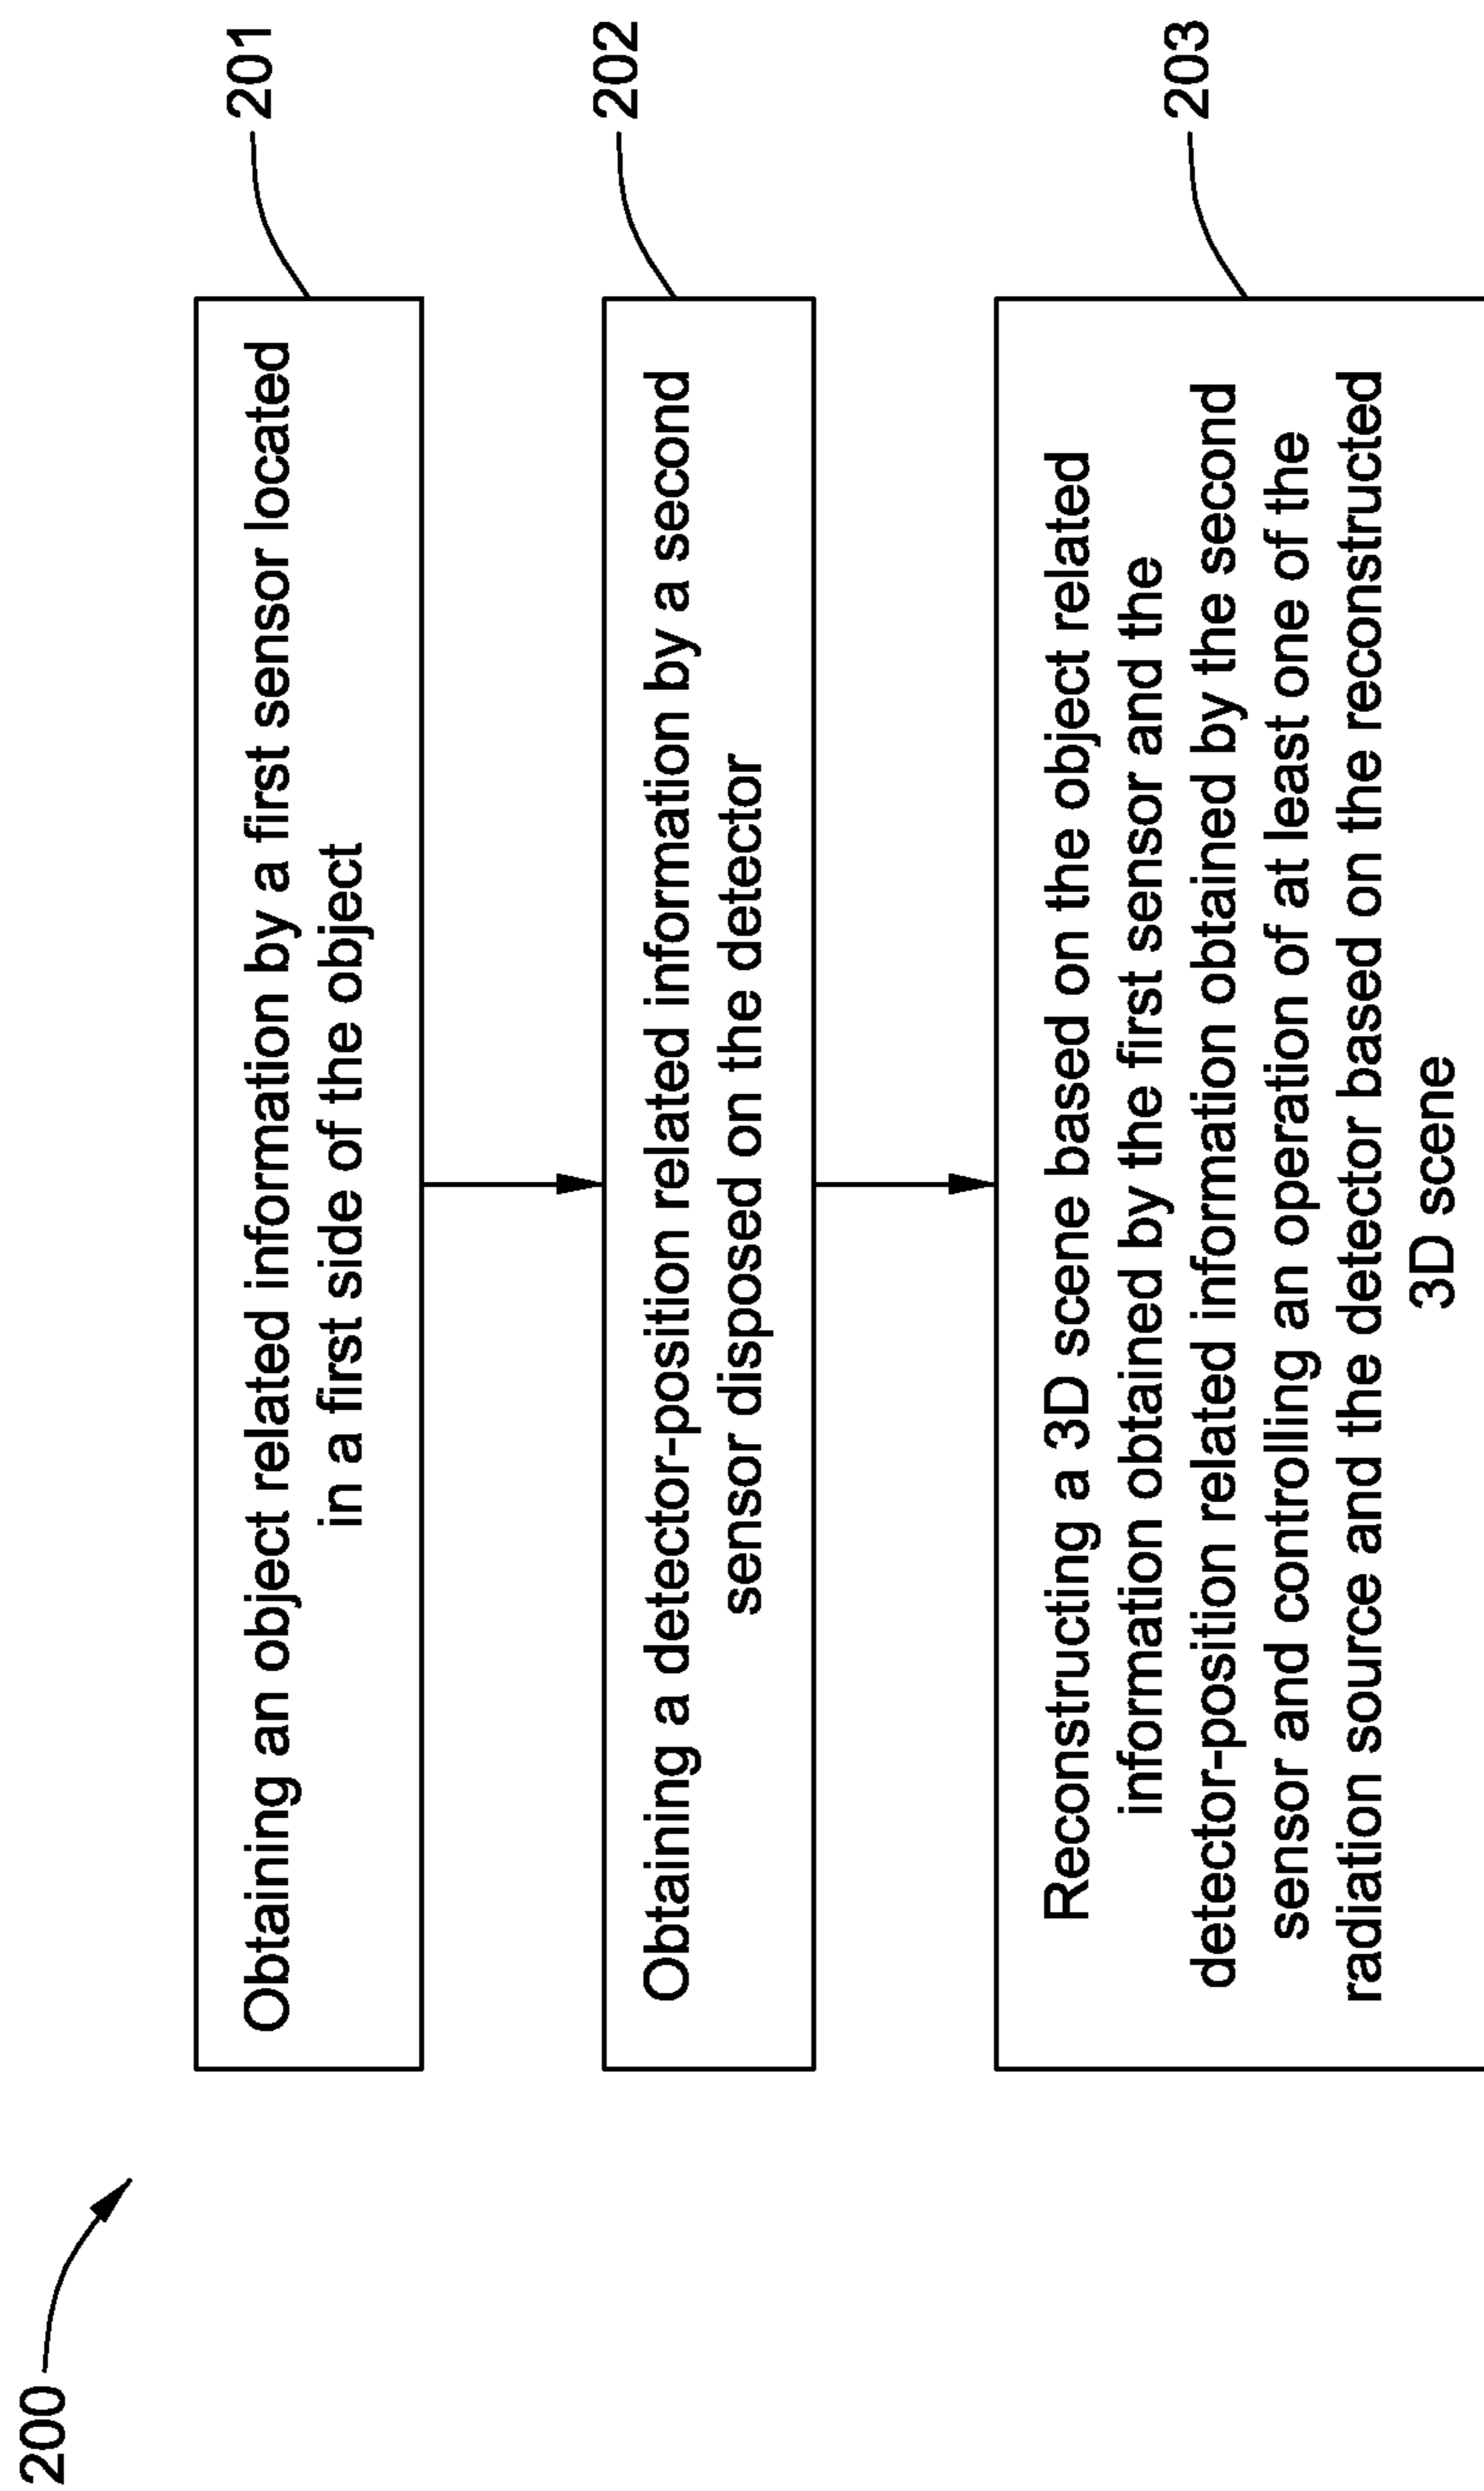 200
201
Obtaining an object related information by a first sensor located
in a first side of the object
202
Obtaining a detector-position related information by a second
sensor disposed on the detector
203
Reconstructing a 3D scene based on the object related
information obtained by the first sensor and the
detector-position related information obtained by the second
sensor and controlling an operation of at least one of the
radiation source and the detector based on the reconstructed
3D scene